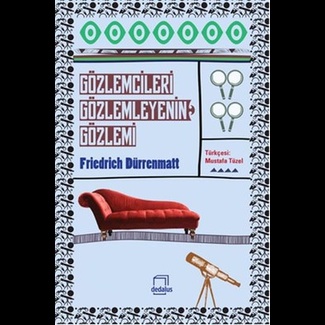 GÖZLEMCİLERİ
GÖZLEMLEYENİN
GÖZLEMİ
Friedrich Dürrenmatt
Türkçesi:
Mustafa Tüzel
dedalus